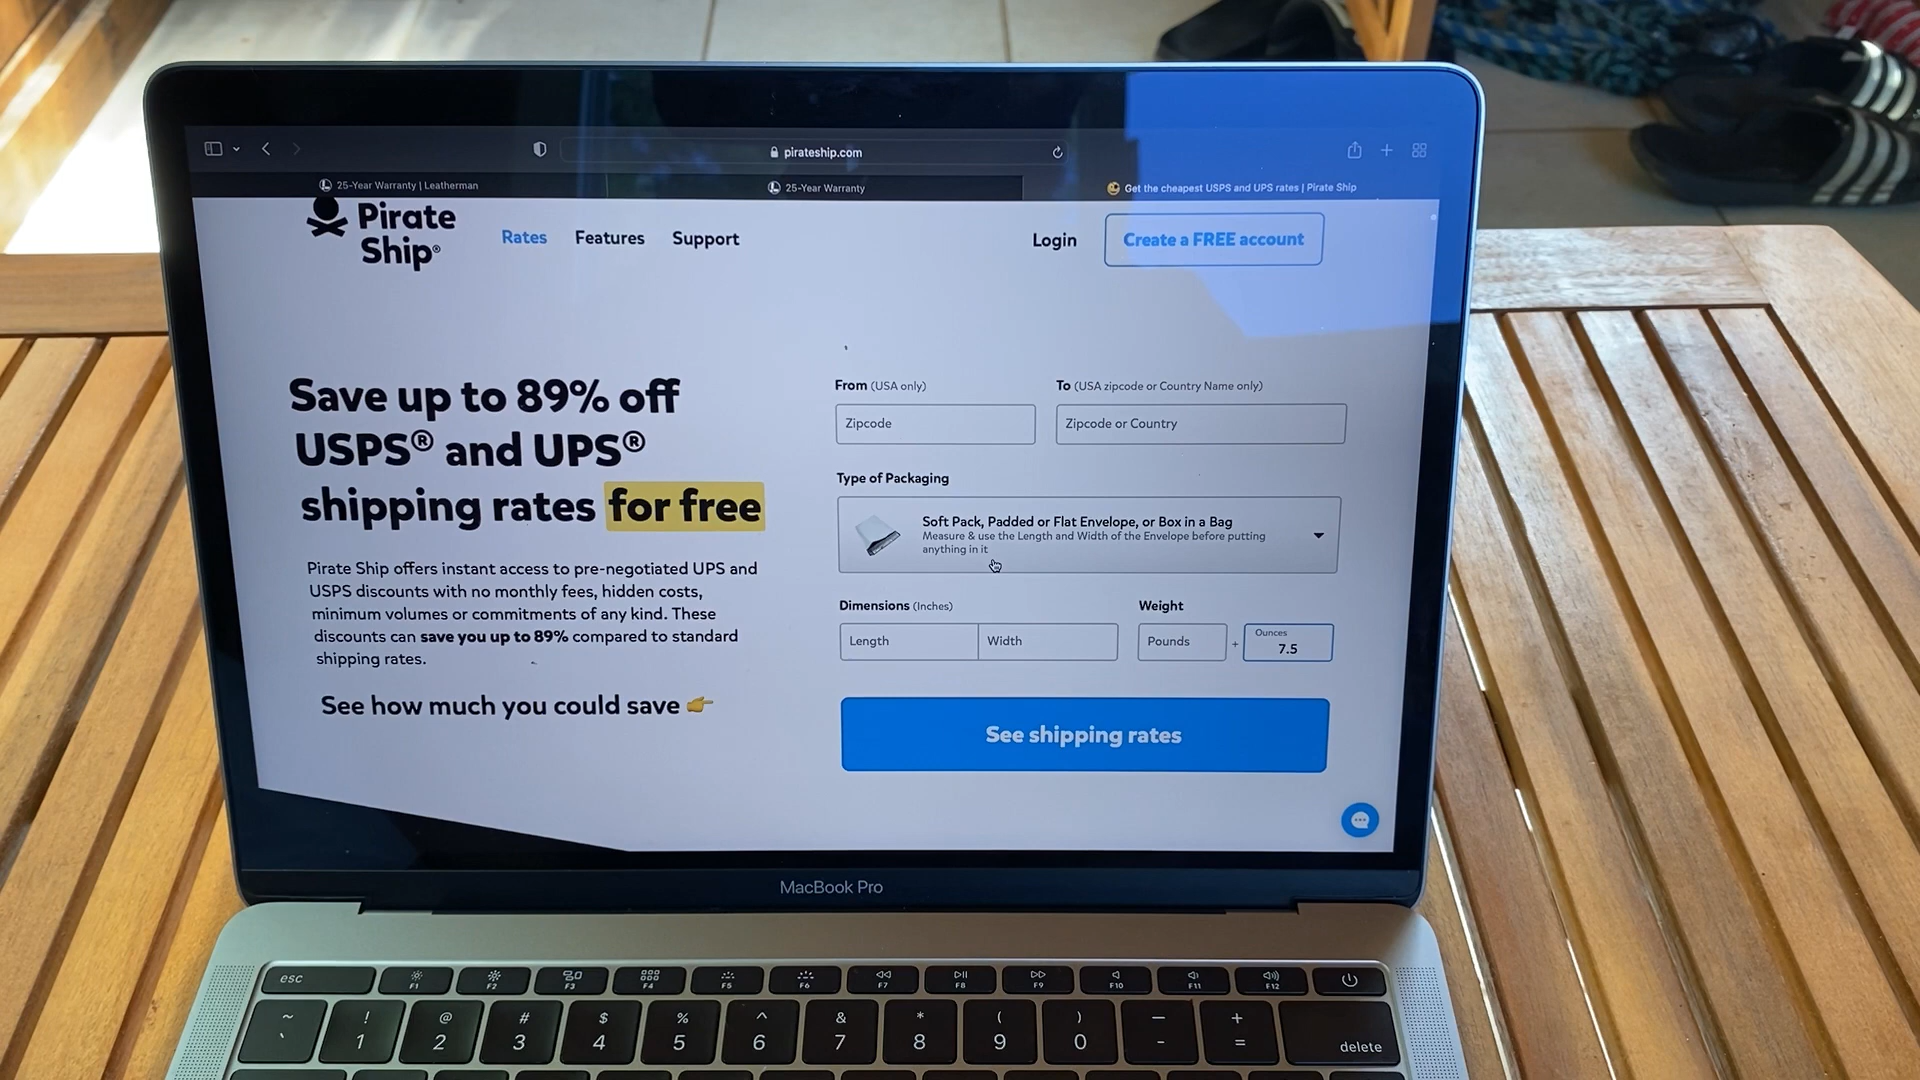 pirateship.com
25-Year Warranty | Leatherman
25-Year Warranty
Get the cheapest USPS and UPS rates | Pirate Ship
Pirate
Ship®
Rates
Features
Support
Login
Create a FREE account
Save up to 89% off
USPS® and UPS®
shipping rates for free
Pirate Ship offers instant access to pre-negotiated UPS and
USPS discounts with no monthly fees, hidden costs,
minimum volumes or commitments of any kind. These
discounts can save you up to 89% compared to standard
shipping rates.
See how much you could save
From (USA only)
To (USA zipcode or Country Name only)
Zipcode
Zipcode or Country
Type of Packaging
Soft Pack, Padded or Flat Envelope, or Box in a Bag
Measure & use the Length and Width of the Envelope before putting
anything in it
Dimensions (Inches)
Weight
Length
Width
Pounds
+
Ounces
7.5
See shipping rates
MacBook Pro
esc
F1
F2
F3
F4
F5
F6
F7
F8
F9
F10
F11
F12
~ ! @ # $ % ^ & * ( ) — +
` 1 2 3 4 5 6 7 8 9 0 - = delete